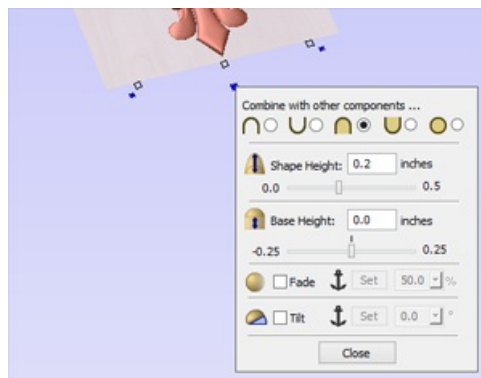 Combine with other components ...
Shape Height: 0.2 inches
0.0 0.5
Base Height: 0.0 inches
-0.25 0.25
Fade Set 50.0 %
Tilt Set 0.0 °
Close